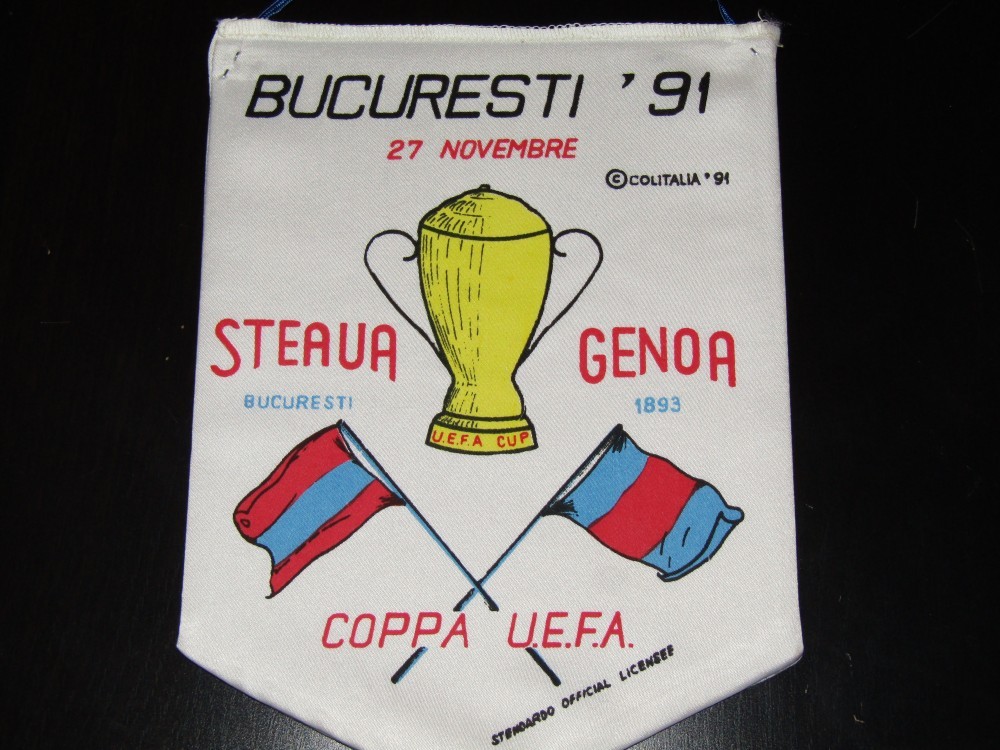 BUCURESTI '91
27 NOVEMBRE
©COLITALIA '91
STEAUA
BUCURESTI
GENOA
1893
U.E.F.A CUP
COPPA U.E.F.A.
STENDARDO OFFICIAL LICENSEE